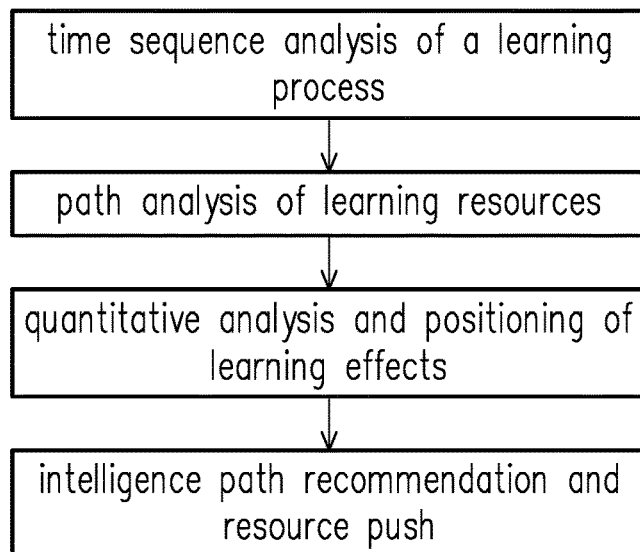 time sequence analysis of a learning
process
path analysis of learning resources
quantitative analysis and positioning of
learning effects
intelligence path recommendation and
resource push